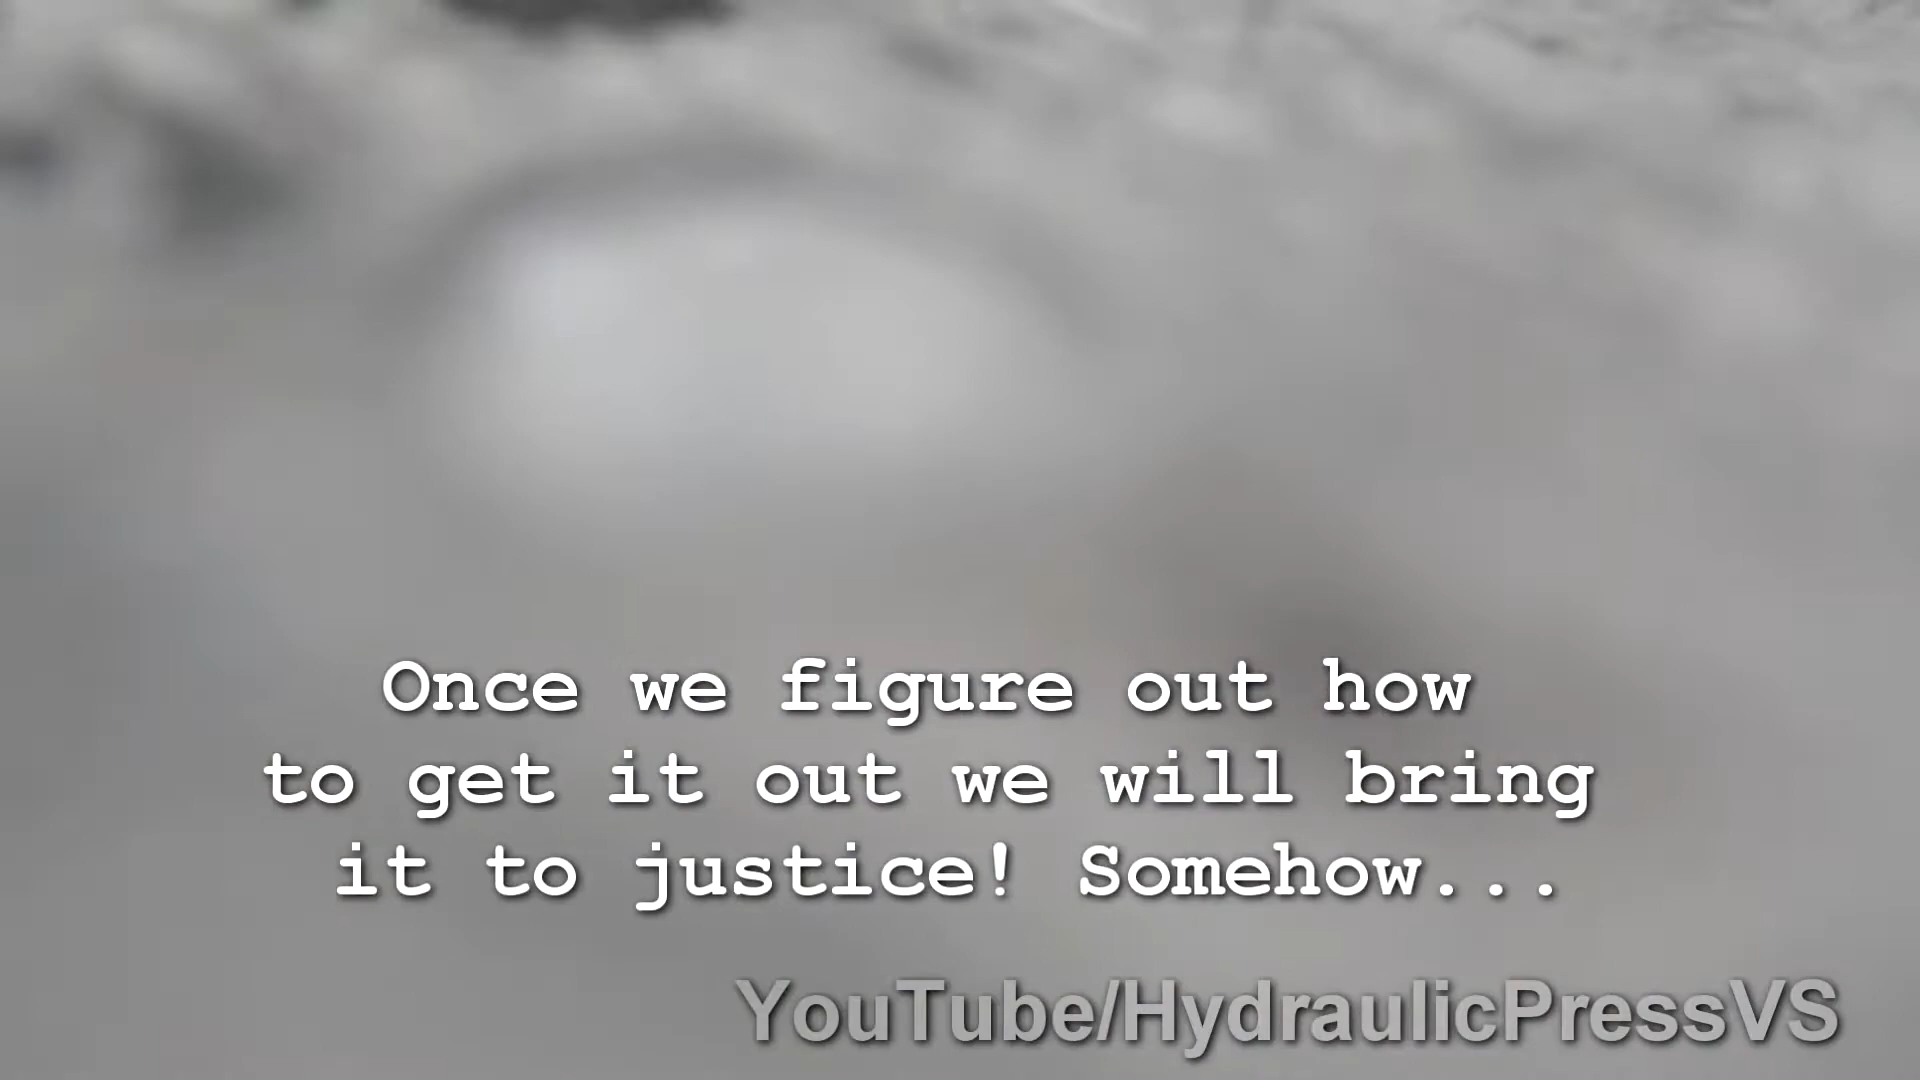 Once we figure out how
to get it out we will bring
it to justice! Somehow...
YouTube/HydraulicPressVS